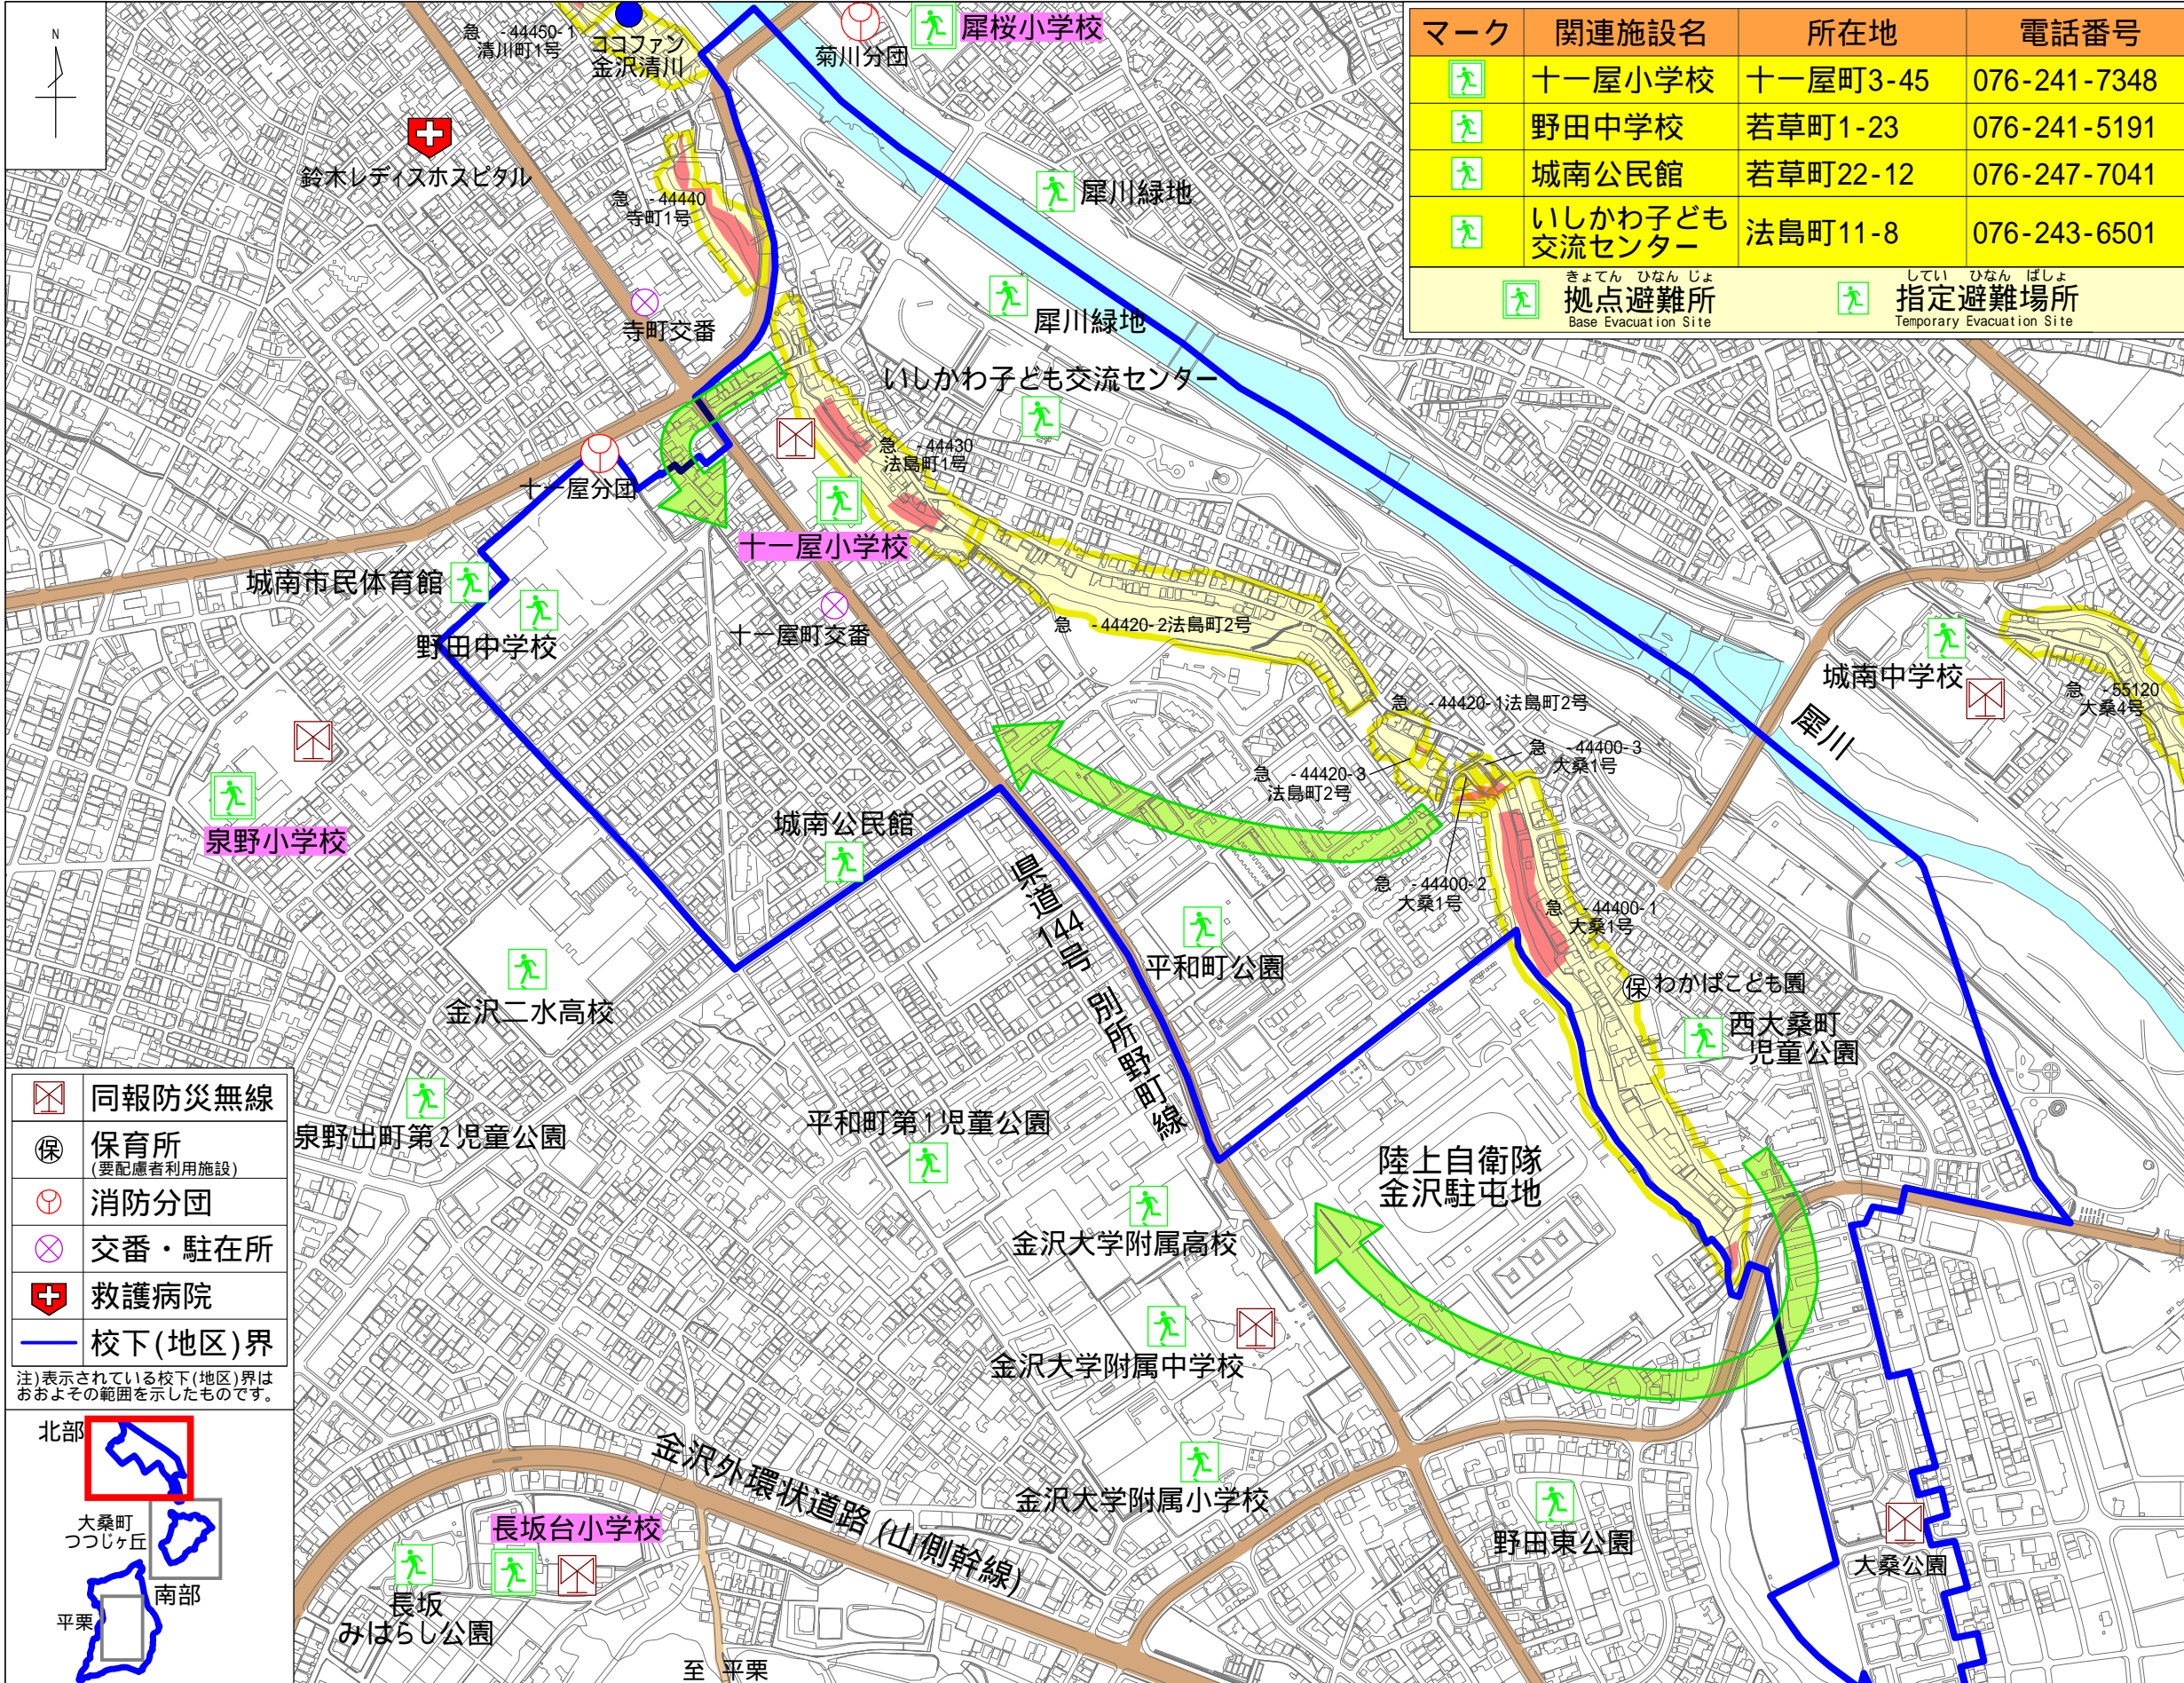 N
急 -44450-1
清川町1号
ココファン
金沢清川
菊川分団
犀桜小学校
鈴木レディスホスピタル
急 -44440
寺町1号
犀川緑地
寺町交番
犀川緑地
いしかわ子ども交流センター
マーク 関連施設名 所在地 電話番号
十一屋小学校 十一屋町3-45 076-241-7348
野田中学校 若草町1-23 076-241-5191
城南公民館 若草町22-12 076-247-7041
いしかわ子ども
交流センター 法島町11-8 076-243-6501
きょてん ひなん じょ
拠点避難所
Base Evacuation Site
してい ひなん ばしょ
指定避難場所
Temporary Evacuation Site
急 -44430
法島町1号
十一屋分団
十一屋小学校
城南市民体育館
野田中学校
十一屋町交番
急 -44420-2法島町2号
城南中学校
急 -55120
大桑4号
急 -44420-1法島町2号
犀川
急 -44400-3
大桑1号
急 -44420-3
法島町2号
泉野小学校
城南公民館
急 -44400-2
大桑1号
急 -44400-1
大桑1号
県道144号 別所野町線
平和町公園
金沢二水高校
保 わかばこども園
西大桑町
児童公園
泉野出町第2児童公園
平和町第1児童公園
陸上自衛隊
金沢駐屯地
金沢大学附属高校
金沢大学附属中学校
金沢大学附属小学校
金沢外環状道路 (山側幹線)
長坂台小学校
長坂
みはらし公園
野田東公園
大桑公園
至 平栗
同報防災無線
保 保育所
(要配慮者利用施設)
消防分団
交番・駐在所
救護病院
校下(地区)界
注)表示されている校下(地区)界は
おおよその範囲を示したものです。
北部
大桑町
つつじヶ丘
南部
平栗